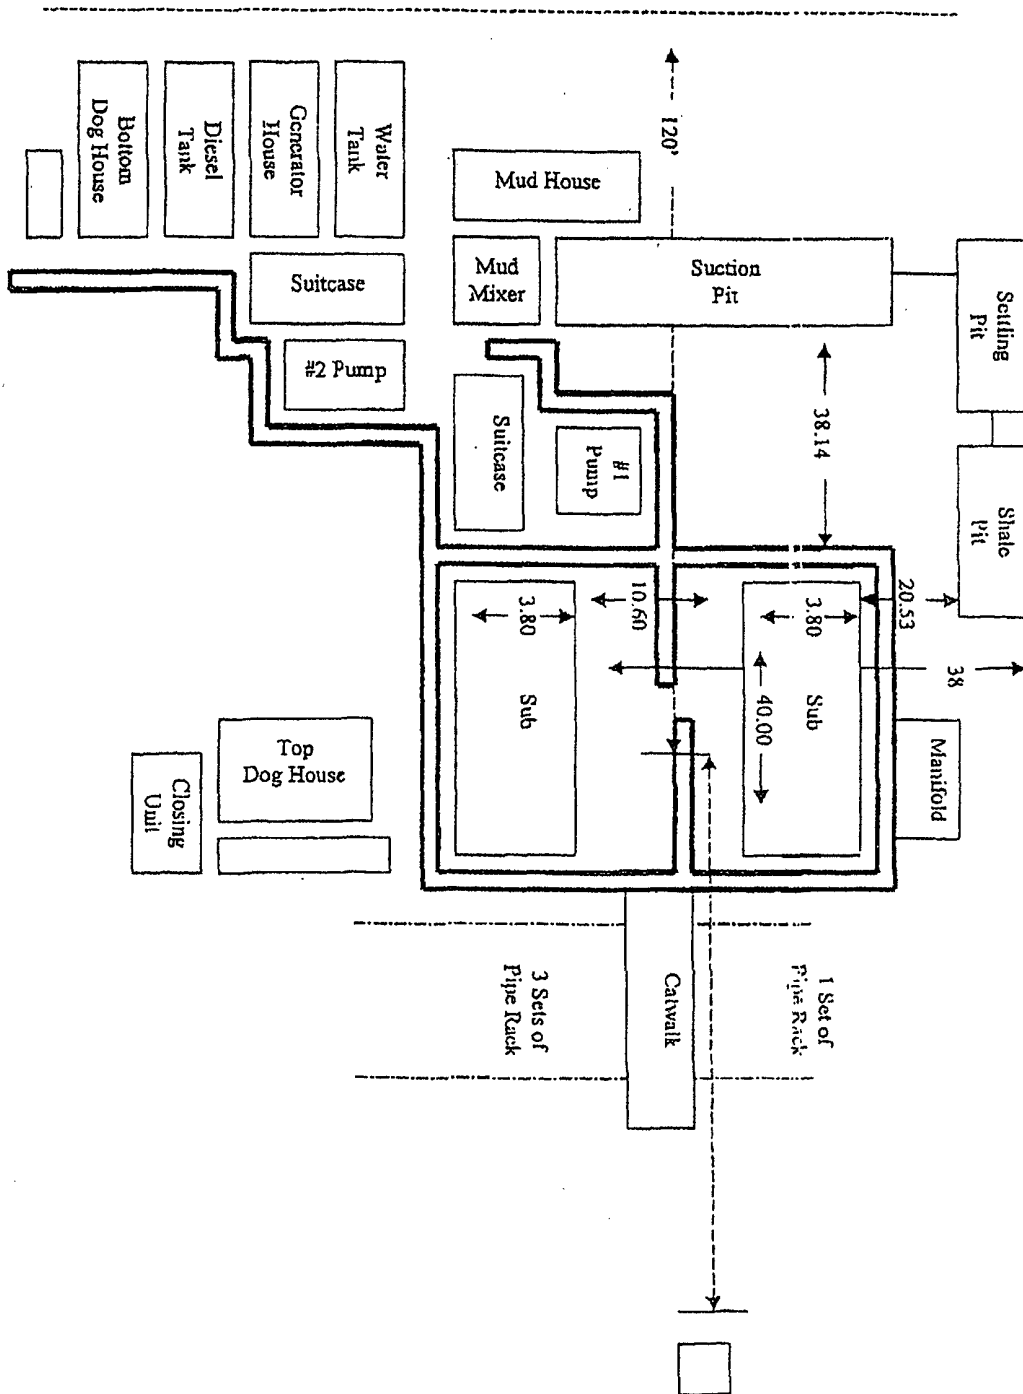 Water
Tank
Generator
House
Diesel
Tank
Bottom
Dog House
120'
Mud House
Suitcase
Mud
Mixer
Suction
Pit
Settling
Pit
#2 Pump
Suitcase
#1
Pump
38.14
Shale
Pit
3.80
10.60
3.80
20.53
38
Sub
40.00
Sub
Manifold
Top
Dog House
Closing
Unit
3 Sets of
Pipe Rack
Catwalk
1 Set of
Pipe Rack